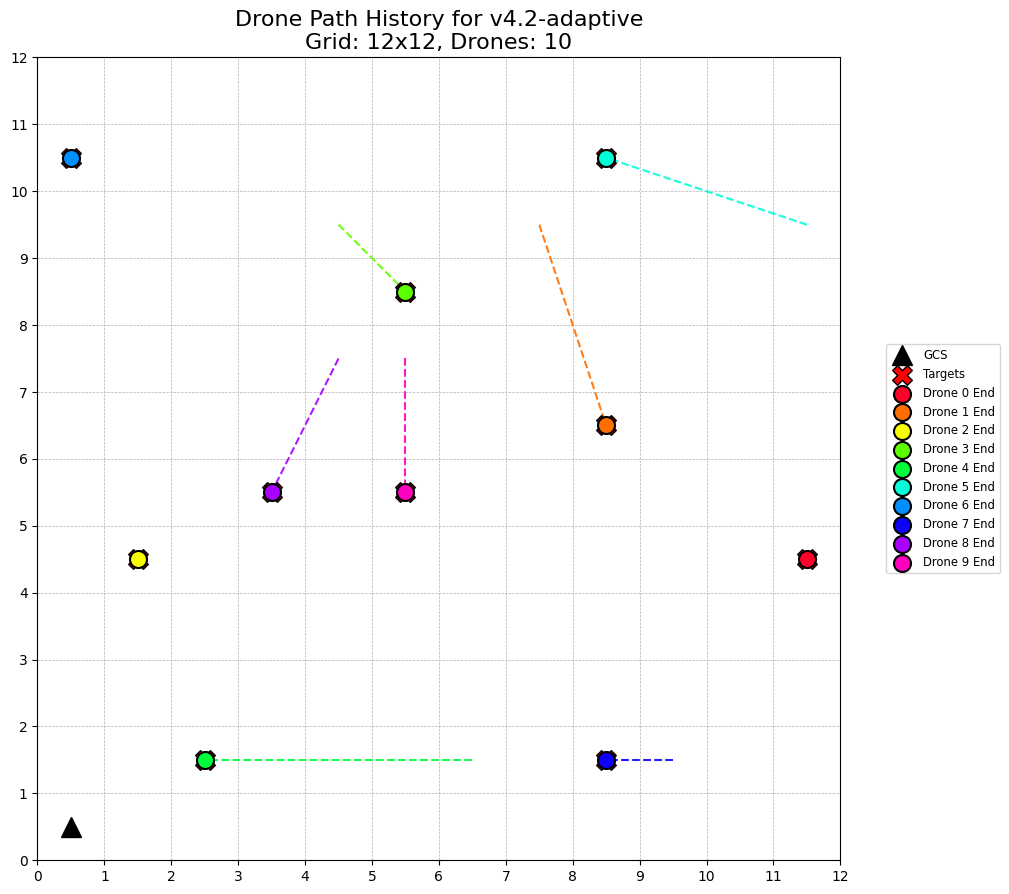 Drone Path History for v4.2-adaptive
Grid: 12x12, Drones: 10
12
11
10
9
8
7
6
5
4
3
2
1
0
0 1 2 3 4 5 6 7 8 9 10 11 12
GCS
Targets
Drone 0 End
Drone 1 End
Drone 2 End
Drone 3 End
Drone 4 End
Drone 5 End
Drone 6 End
Drone 7 End
Drone 8 End
Drone 9 End